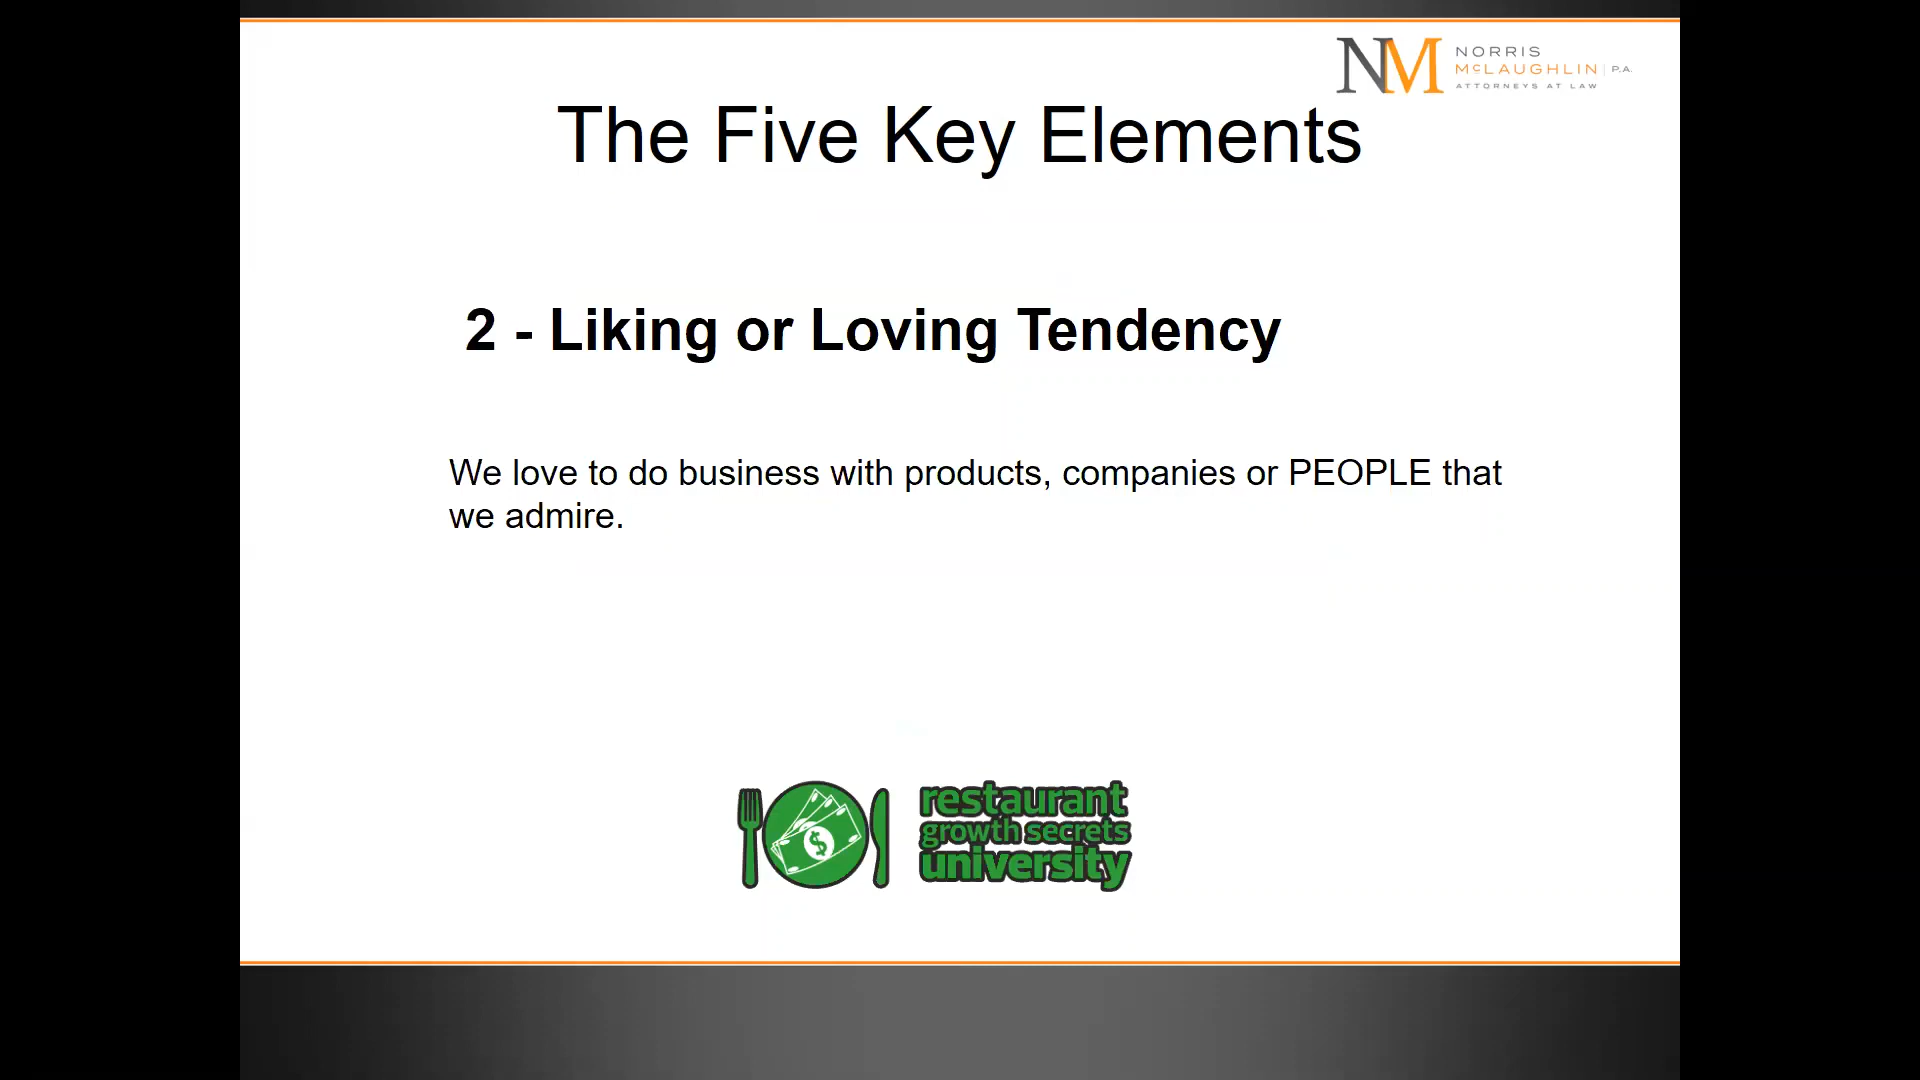 NM NORRIS
McLAUGHLIN | P.A.
ATTORNEYS AT LAW
The Five Key Elements
2 - Liking or Loving Tendency
We love to do business with products, companies or PEOPLE that
we admire.
$
restaurant
growth secrets
university